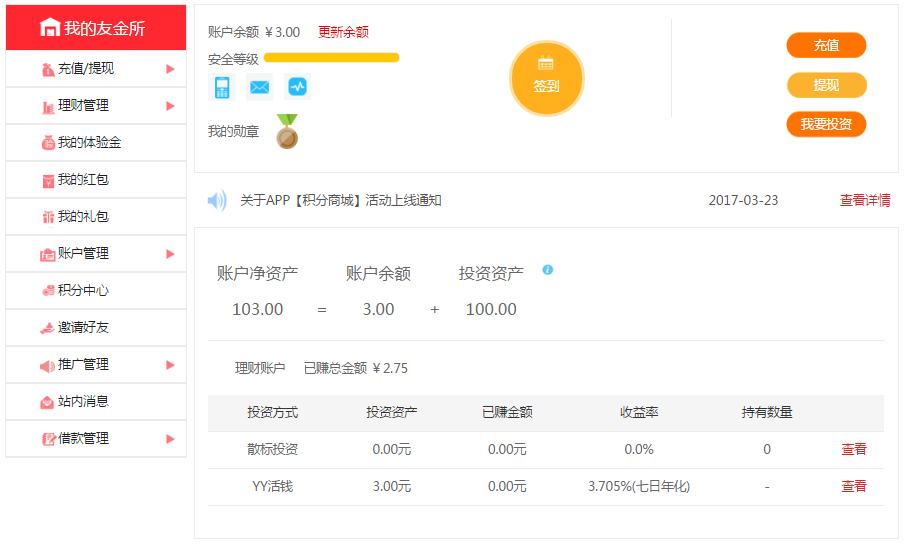 我的友金所
充值/提现
理财管理
我的体验金
我的红包
我的礼包
账户管理
积分中心
邀请好友
推广管理
站内消息
借款管理
账户余额 ¥ 3.00 更新余额
安全等级
我的勋章
签到
充值
提现
我要投资
关于APP【积分商城】活动上线通知 2017-03-23 查看详情
账户净资产 账户余额 投资资产
103.00 = 3.00 + 100.00
理财账户 已赚总金额 ¥ 2.75
投资方式 投资资产 已赚金额 收益率 持有数量
散标投资 0.00元 0.00元 0.0% 0 查看
YY活钱 3.00元 0.00元 3.705%(七日年化) - 查看